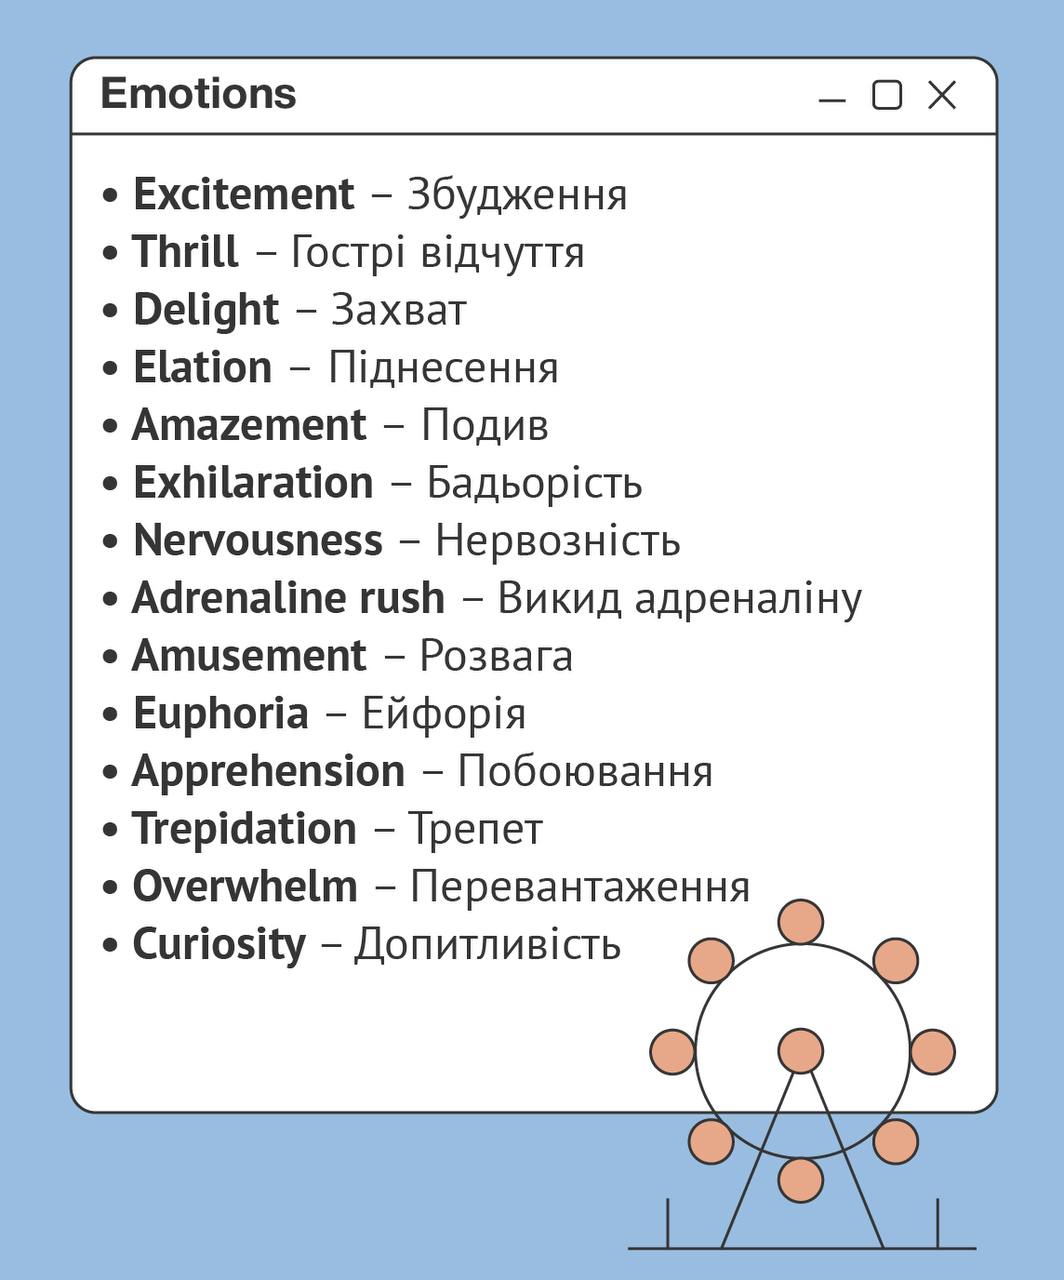 Emotions
• Excitement – Збудження
• Thrill – Гострі відчуття
• Delight – Захват
• Elation – Піднесення
• Amazement – Подив
• Exhilaration – Бадьорість
• Nervousness – Нервозність
• Adrenaline rush – Викид адреналіну
• Amusement – Розвага
• Euphoria – Ейфорія
• Apprehension – Побоювання
• Trepidation – Трепет
• Overwhelm – Перевантаження
• Curiosity – Допитливість